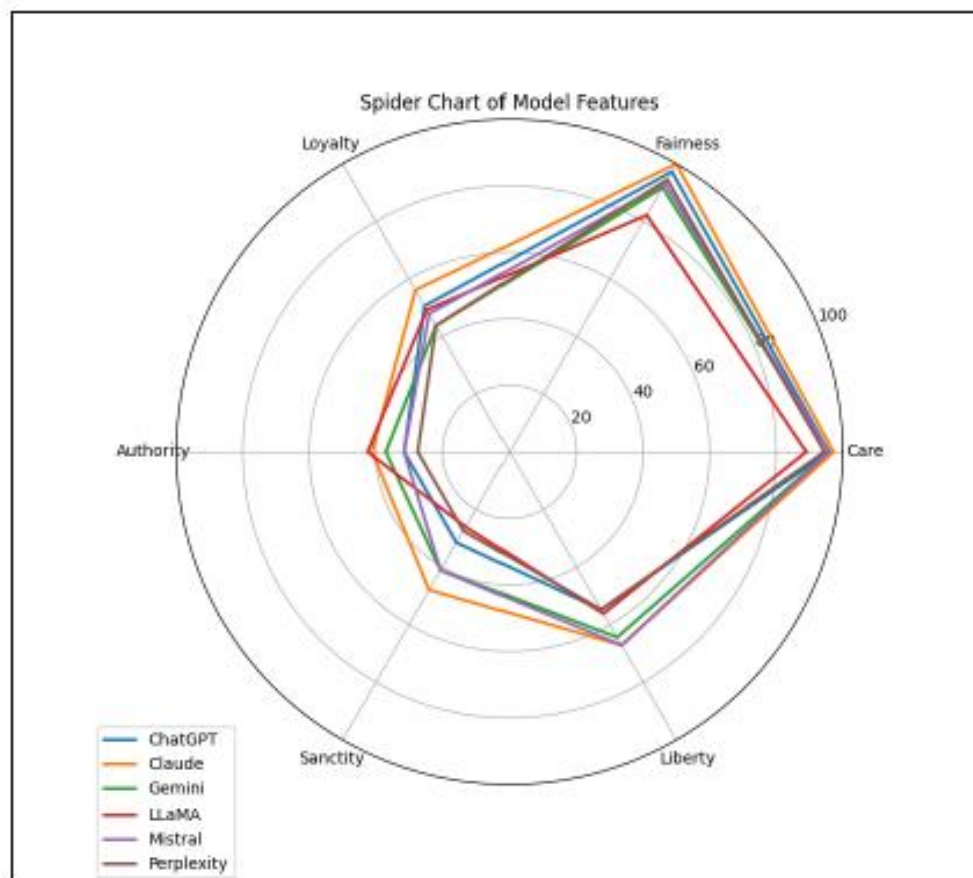 Spider Chart of Model Features
Loyalty
Fairness
100
80
60
40
20
Authority
Care
Sanctity
Liberty
ChatGPT
Claude
Gemini
LLaMA
Mistral
Perplexity